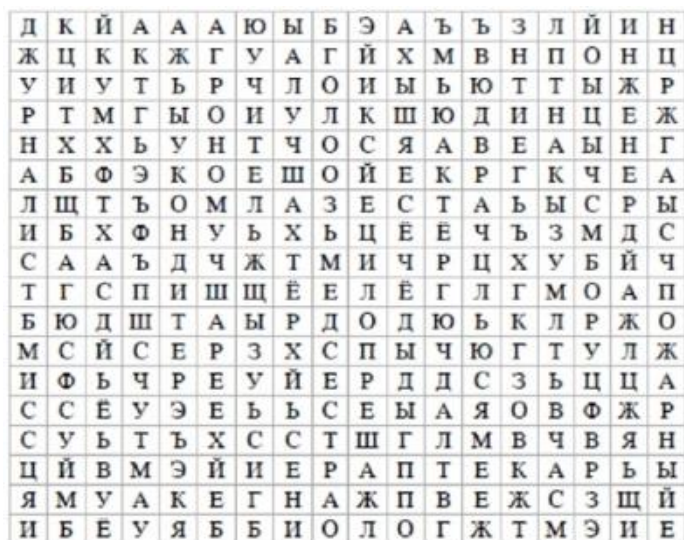 Д К Й А А А Ю Ы Б Э А Ъ Ъ З Л Й И Н
Ж Ц К К Ж Г У А Г Й Х М В Н П О Н Ц
У И У Т Ь Р Ч Л О И Ы Ь Ю Т Т Ы Ж Р
Р Т М Г Ы О И У Л К Ш Ю Д И Н Ц Е Ж
Н Х Х Ь У Н Т Ч О С Я А В Е А Ы Н Г
А Б Ф Э К О Е Ш О Й Е К Р Г К Ч Е А
Л Щ Т Ъ О М Л А З Е С Т А Ь Ы С Р Ы
И Б Х Ф Н У Ь Х Ь Ц Ё Ё Ч Ъ З М Д С
С А А Ъ Д Ч Ж Т М И Ч Р Ц Х У Б Й Ч
Т Г С П И Ш Щ Ё Е Л Ё Г Л Г М О А П
Б Ю Д Ш Т А Ы Р Д О Д Ю Ь К Л Р Ж О
М С Й С Е Р З Х С П Ы Ч Ю Г Т У Л Ж
И Ф Ь Ч Р Е У Й Е Р Д Д С З Ь Ц Ц А
С С Ё У Э Е Ь Ь С Е Ы А Я О В Ф Ж Р
С У Ь Т Ъ Х С С Т Ш Г Л М В Ч В Я Н
Ц Й В М Э Й И Е Р А П Т Е К А Р Ь Ы
Я М У А К Е Г Н А Ж П В Е Ж С З Щ Й
И Б Ё У Я Б Б И О Л О Г Ж Т М Э И Е